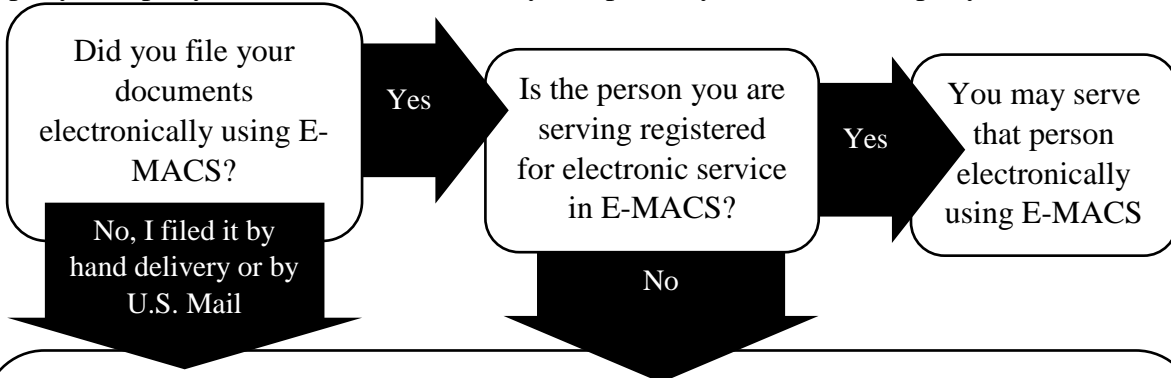 Did you file your
documents
electronically using E-
MACS?
Yes
Is the person you are
serving registered
for electronic service
in E-MACS?
Yes
You may serve
that person
electronically
using E-MACS
No, I filed it by
hand delivery or by
U.S. Mail
No